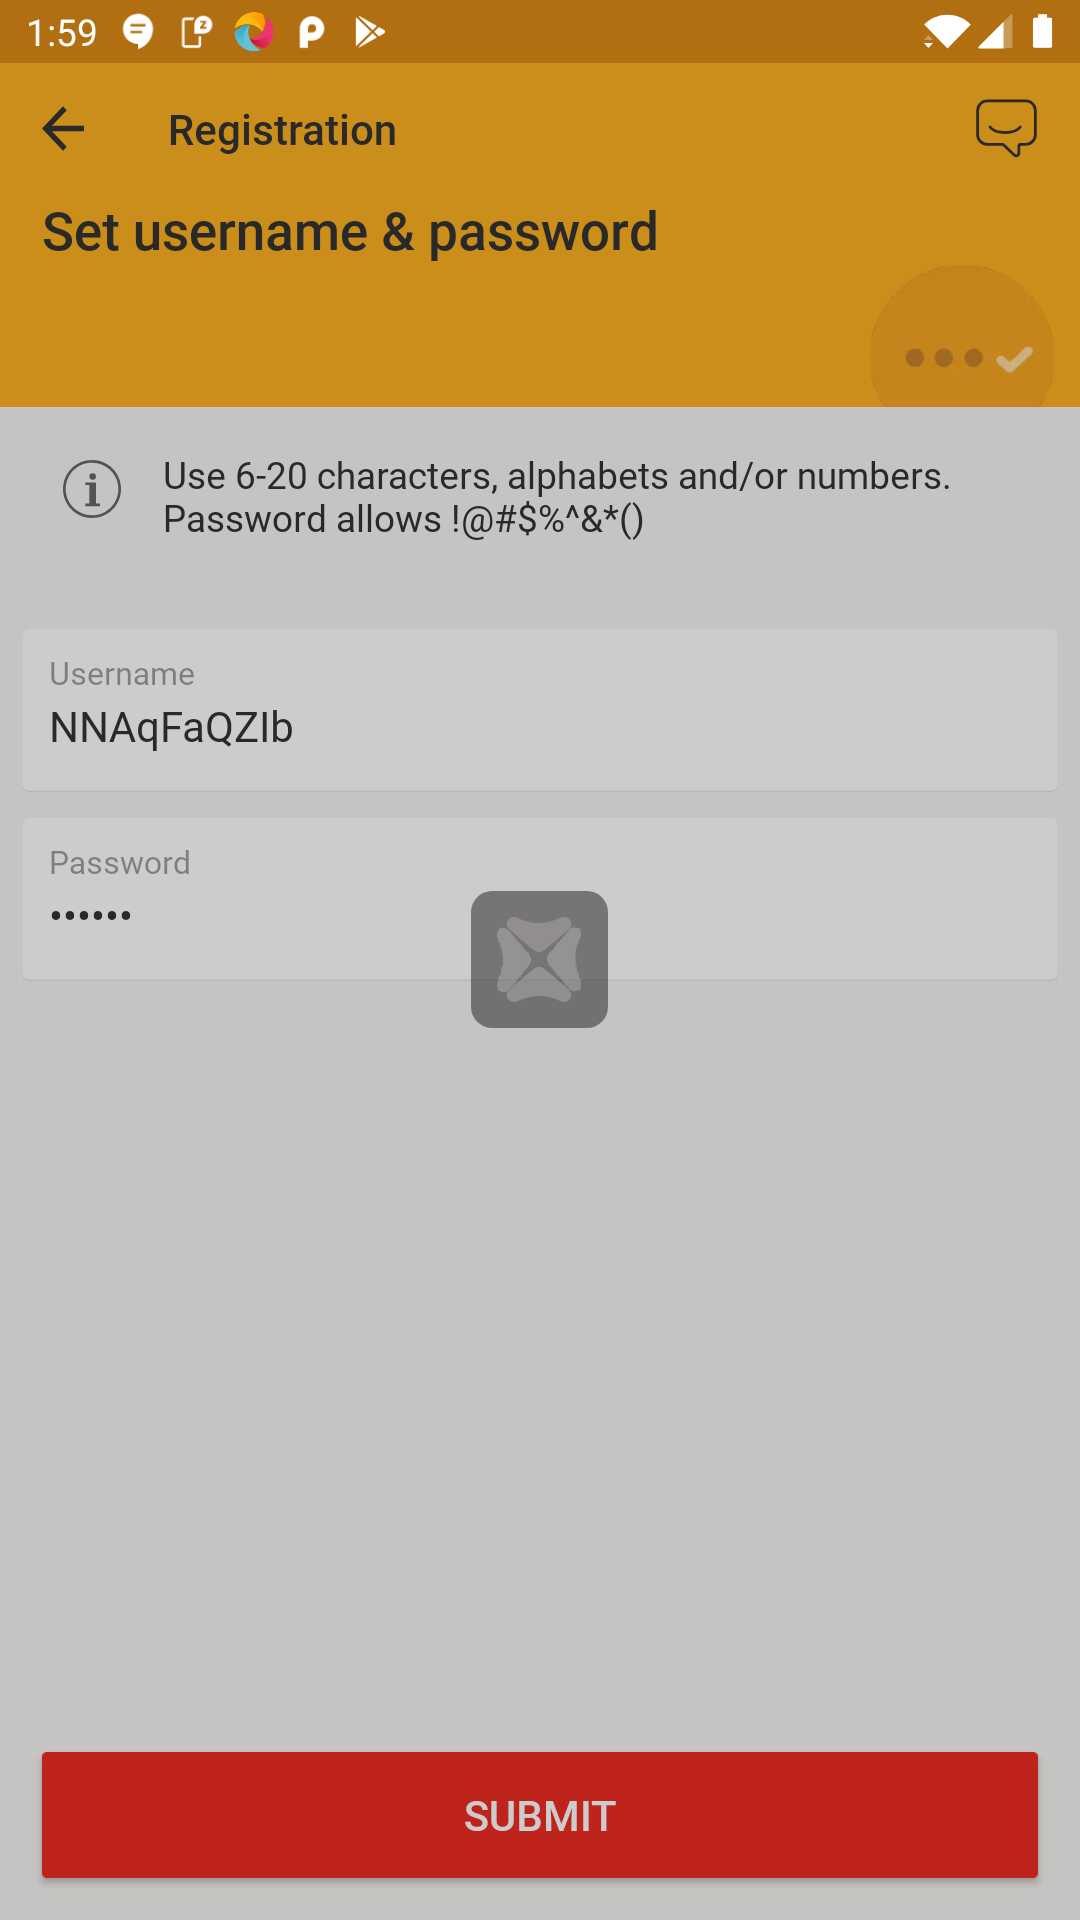 1:59
Registration
Set username & password
Use 6-20 characters, alphabets and/or numbers.
Password allows !@#$%^&*()
Username
NNAqFaQZIb
Password
••••••
SUBMIT